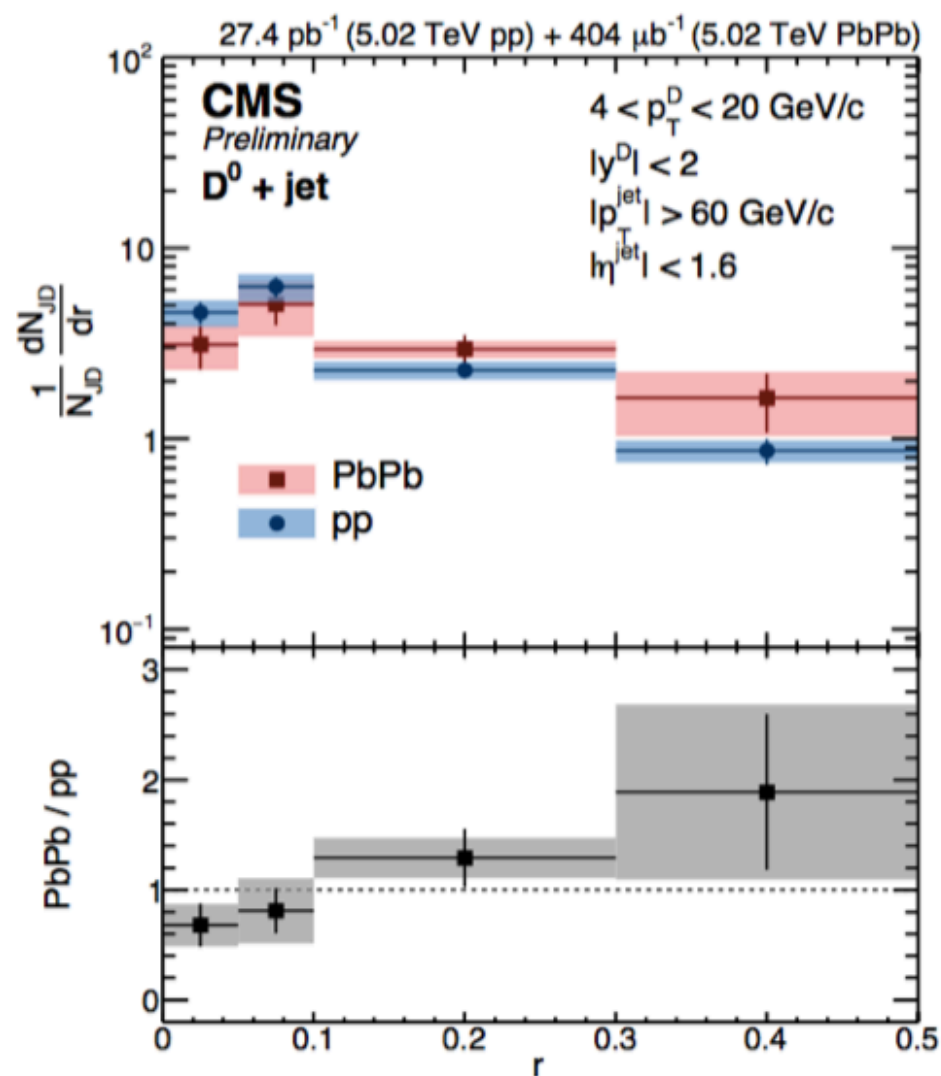 27.4 pb⁻¹ (5.02 TeV pp) + 404 μb⁻¹ (5.02 TeV PbPb)
10²
CMS
Preliminary
D⁰ + jet
4 < p_T^D < 20 GeV/c
|y^D| < 2
|p_T^jet| > 60 GeV/c
|η^jet| < 1.6
10
1
10⁻¹
1/N_JD dN_JD/dr
PbPb
pp
3
2
1
0
PbPb / pp
0 0.1 0.2 0.3 0.4 0.5
r